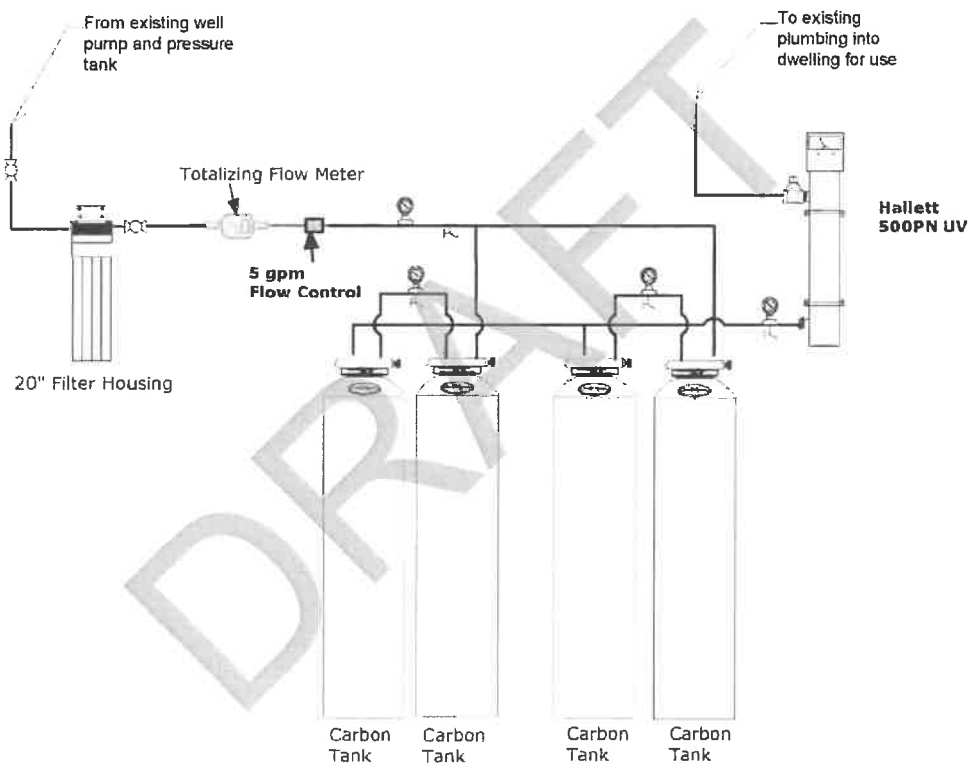 From existing well
pump and pressure
tank
To existing
plumbing into
dwelling for use
Totalizing Flow Meter
Hallett
500PN UV
5 gpm
Flow Control
20" Filter Housing
DRAFT
Carbon
Tank
Carbon
Tank
Carbon
Tank
Carbon
Tank